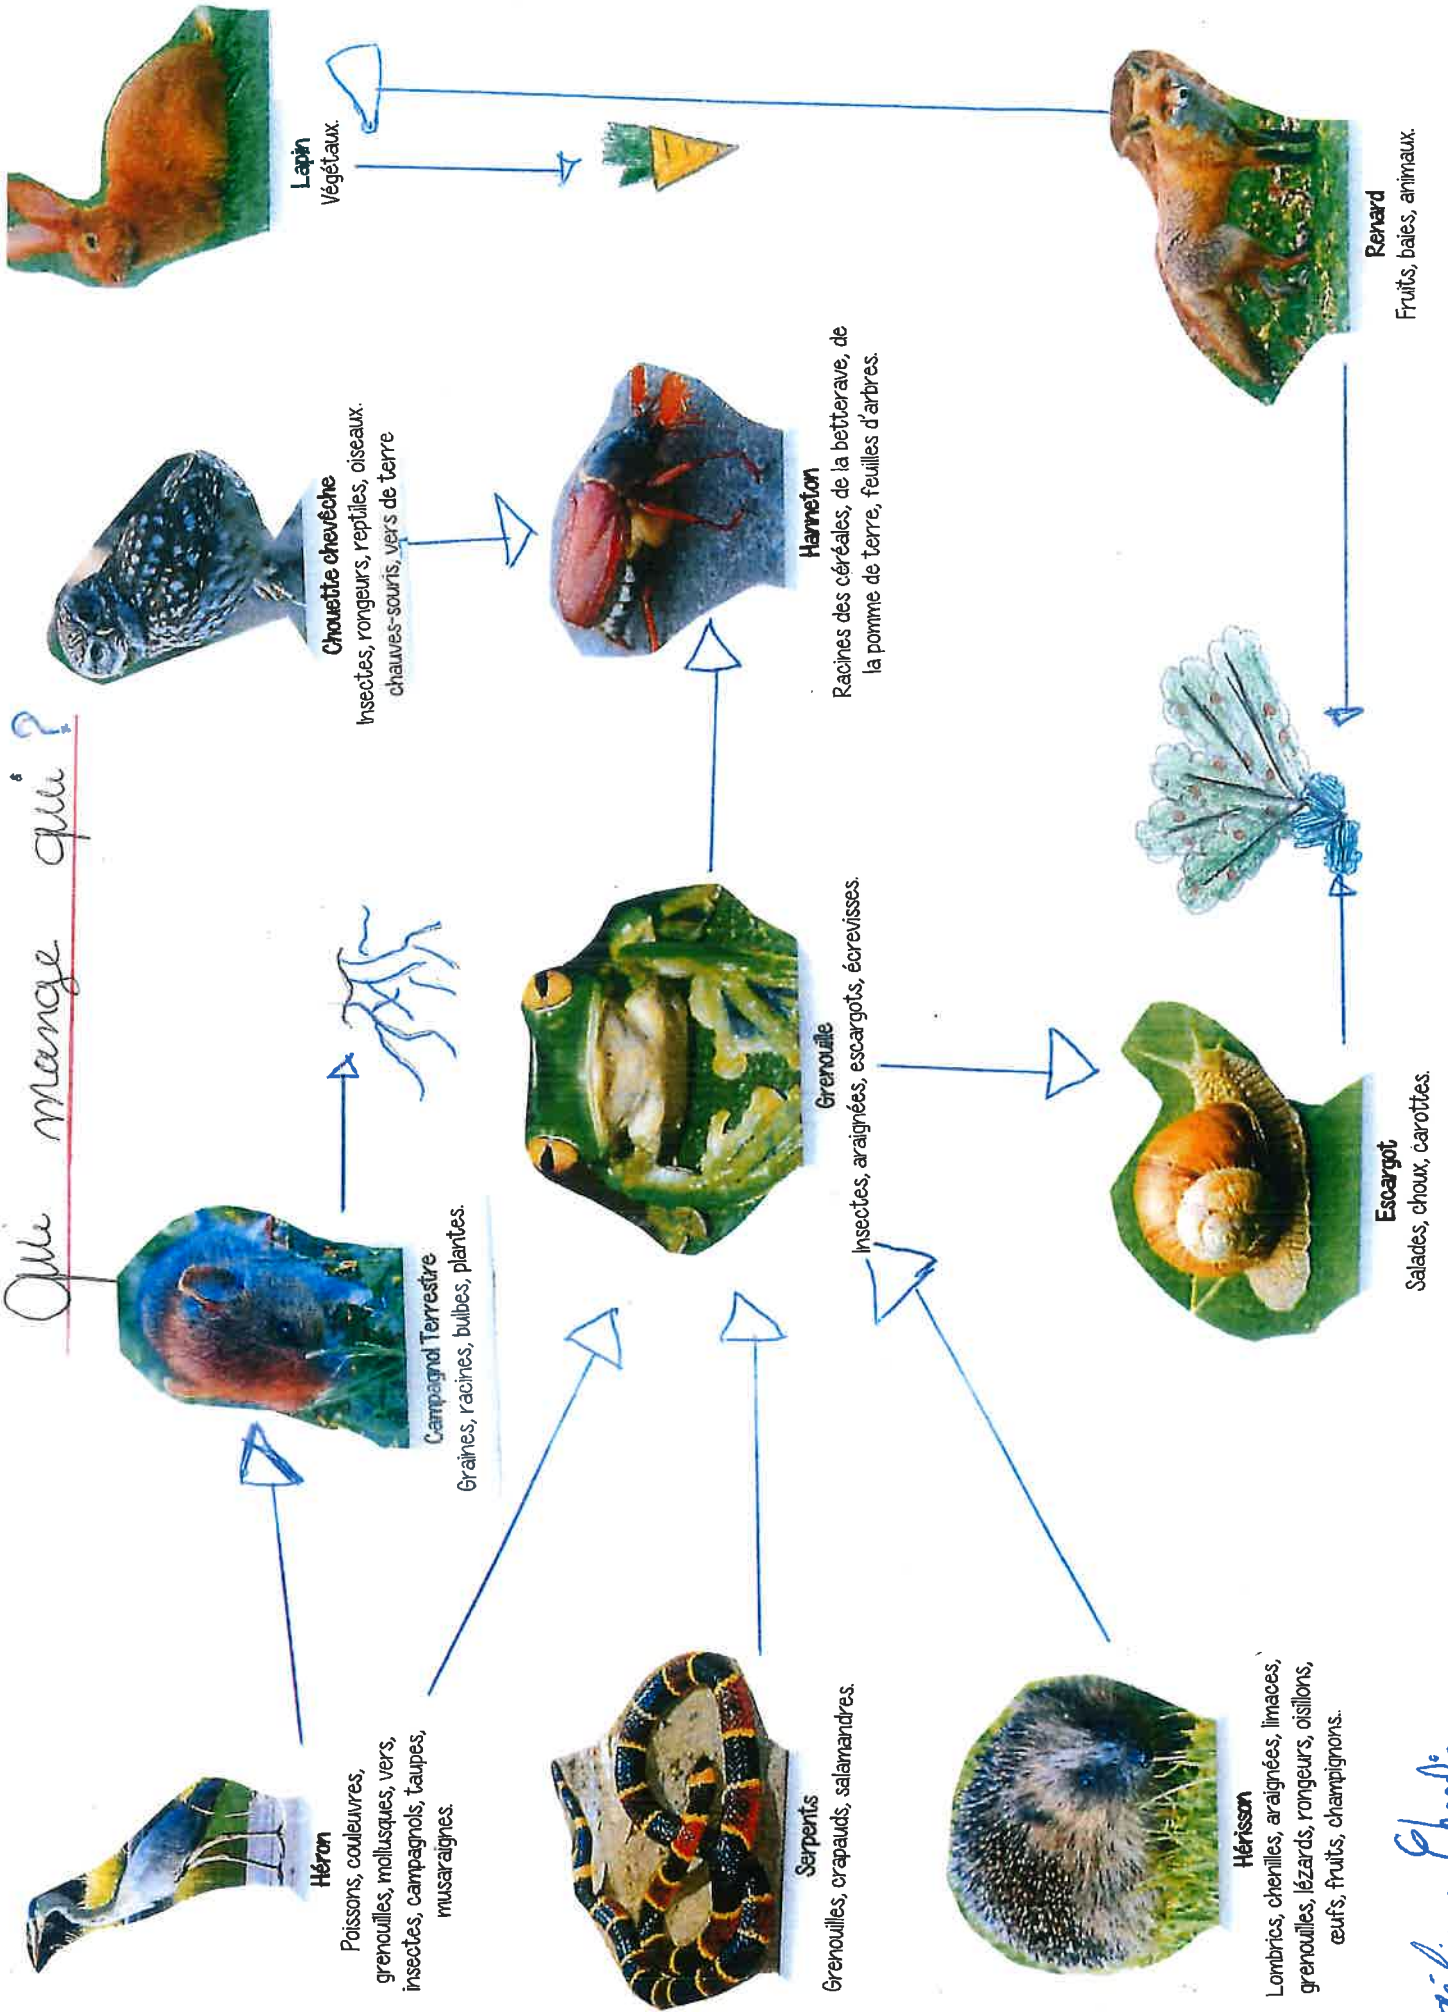 Qui mange qui ?
Héron
Poissons, couleuvres,
grenouilles, mollusques, vers,
insectes, campagnols, taupes,
musaraignes.
Campagnol Terrestre
Graines, racines, bulbes, plantes.
Chouette chevêche
Insectes, rongeurs, reptiles, oiseaux.
chauves-souris, vers de terre
Lapin
Végétaux.
Serpents
Grenouilles, crapauds, salamandres.
Grenouille
Insectes, araignées, escargots, écrevisses.
Hanneton
Racines des céréales, de la betterave, de
la pomme de terre, feuilles d'arbres.
Hérisson
Lombrics, chenilles, araignées, limaces,
grenouilles, lézards, rongeurs, oisillons,
œufs, fruits, champignons..
Escargot
Salades, choux, carottes.
Renard
Fruits, baies, animaux.